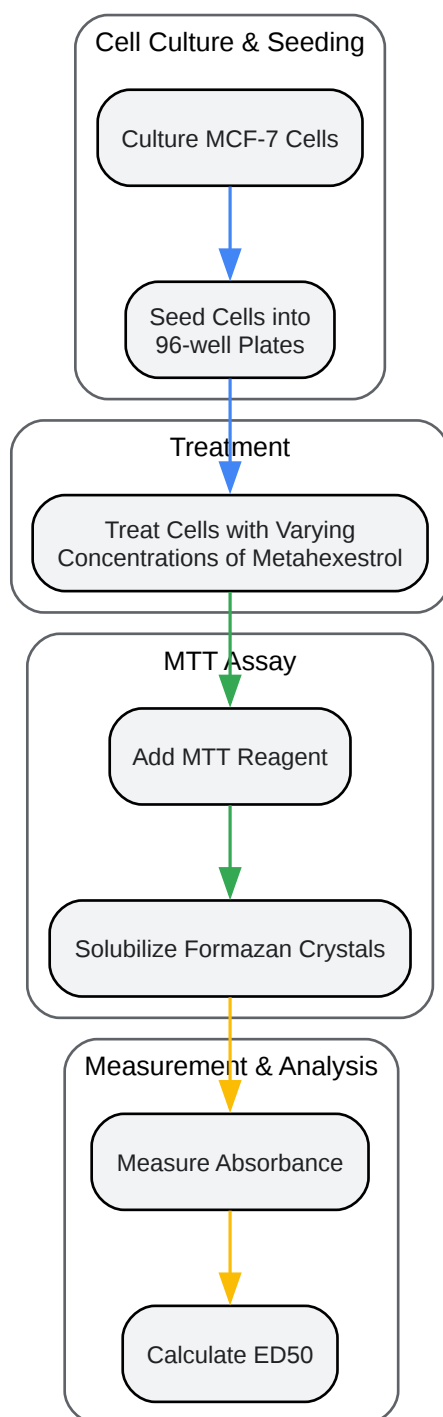 Cell Culture & Seeding
Culture MCF-7 Cells
Seed Cells into
96-well Plates
Treatment
Treat Cells with Varying
Concentrations of Metahexestrol
MTT Assay
Add MTT Reagent
Solubilize Formazan Crystals
Measurement & Analysis
Measure Absorbance
Calculate ED50